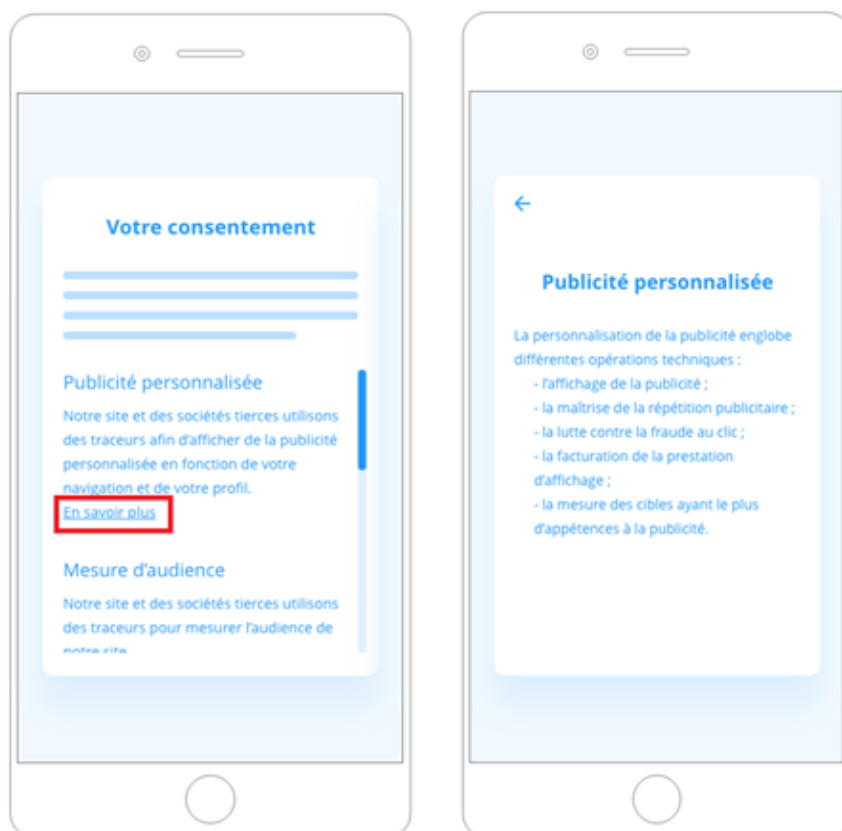 Votre consentement
Publicité personnalisée
Notre site et des sociétés tierces utilisons
des traceurs afin d'afficher de la publicité
personnalisée en fonction de votre
navigation et de votre profil.
En savoir plus
Mesure d'audience
Notre site et des sociétés tierces utilisons
des traceurs pour mesurer l'audience de
notre site
Publicité personnalisée
La personnalisation de la publicité englobe
différentes opérations techniques :
- l'affichage de la publicité ;
- la maîtrise de la répétition publicitaire ;
- la lutte contre la fraude au clic ;
- la facturation de la prestation
d'affichage ;
- la mesure des cibles ayant le plus
d'appétences à la publicité.